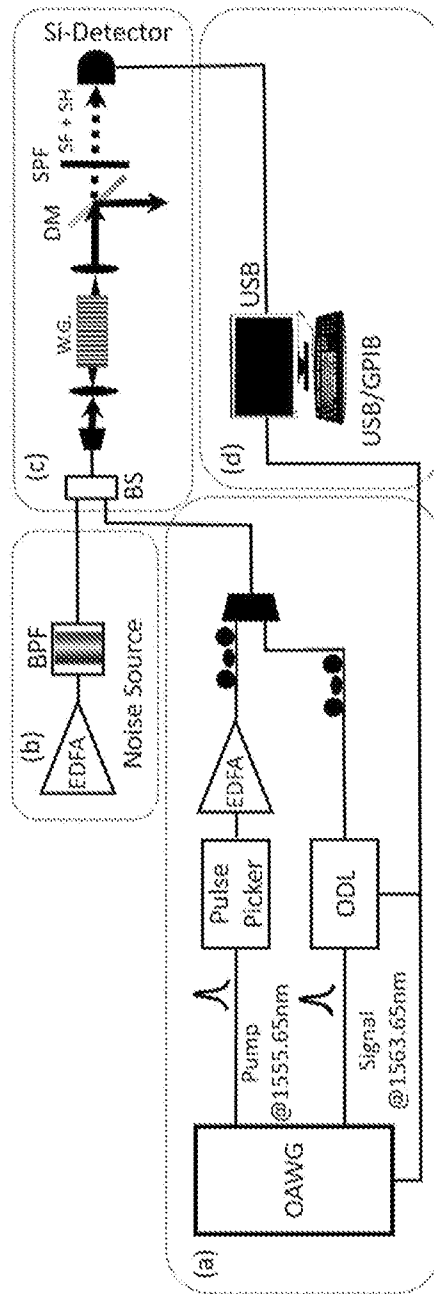 (a)
OAWG
Pump
@1555.65nm
Signal
@1563.65nm
Pulse
Picker
ODL
EDFA
(b)
EDFA
BPF
Noise Source
(c)
BS
W.G.
DM
SPF
SF + SH
Si-Detector
(d)
USB
USB/GPIB